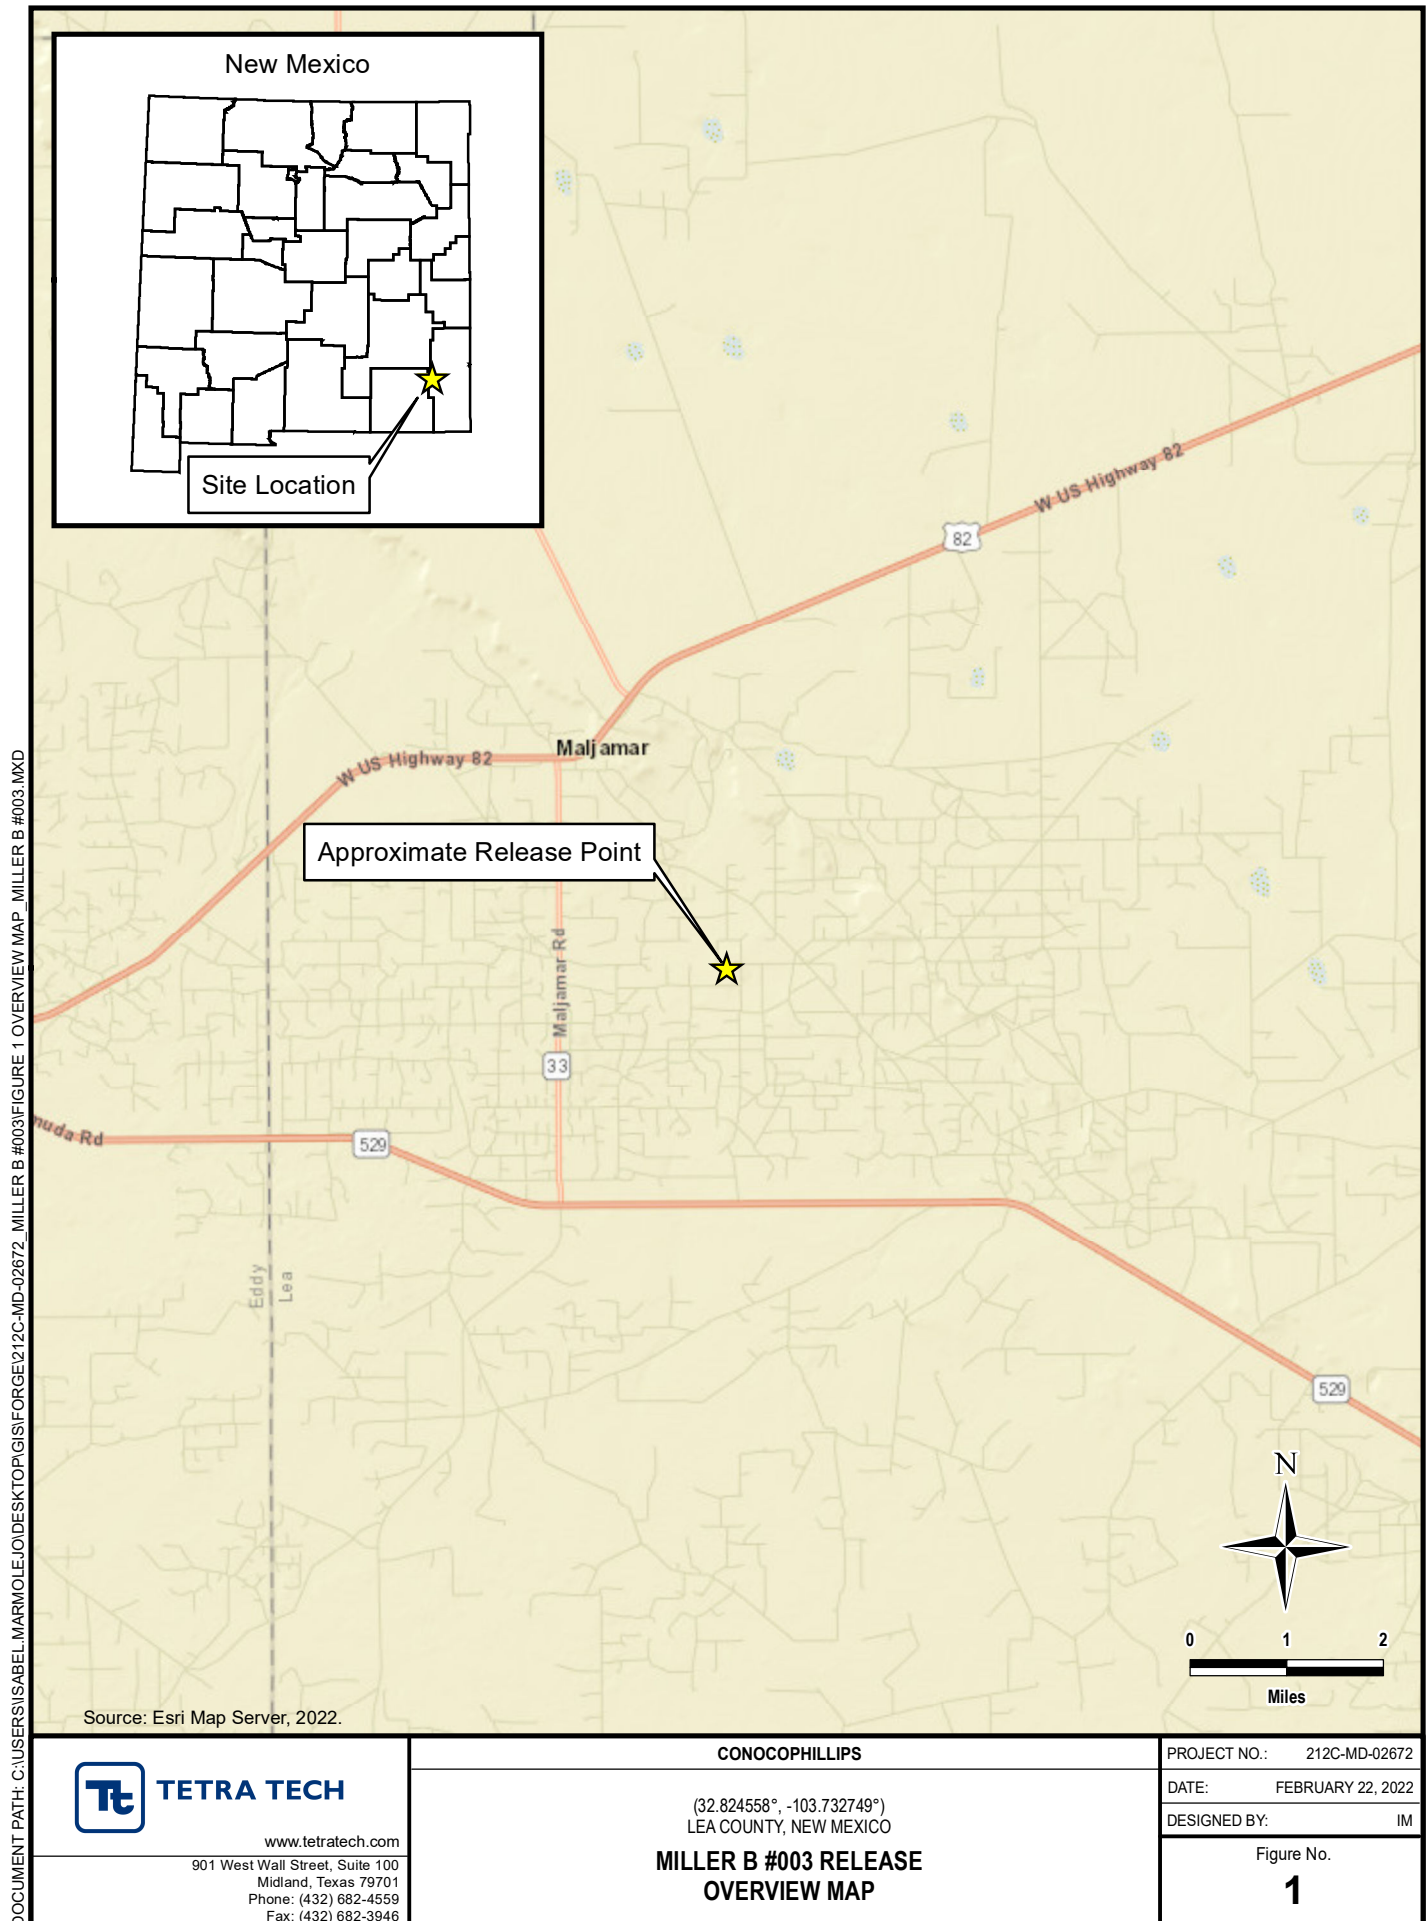 New Mexico
Site Location
W US Highway 82
82
Maljamar
W US Highway 82
Approximate Release Point
Maljamar Rd
33
muda Rd
529
Eddy
Lea
529
N
0 1 2
Miles
Source: Esri Map Server, 2022.
DOCUMENT PATH: C:\USERS\ISABEL.MARMOLEJO\DESKTOP\GIS\FORGE\212C-MD-02672_MILLER B #003\FIGURE 1 OVERVIEW MAP_MILLER B #003.MXD
Tt TETRA TECH
www.tetratech.com
901 West Wall Street, Suite 100
Midland, Texas 79701
Phone: (432) 682-4559
Fax: (432) 682-3946
CONOCOPHILLIPS
(32.824558°, -103.732749°)
LEA COUNTY, NEW MEXICO
MILLER B #003 RELEASE
OVERVIEW MAP
PROJECT NO.: 212C-MD-02672
DATE: FEBRUARY 22, 2022
DESIGNED BY: IM
Figure No.
1